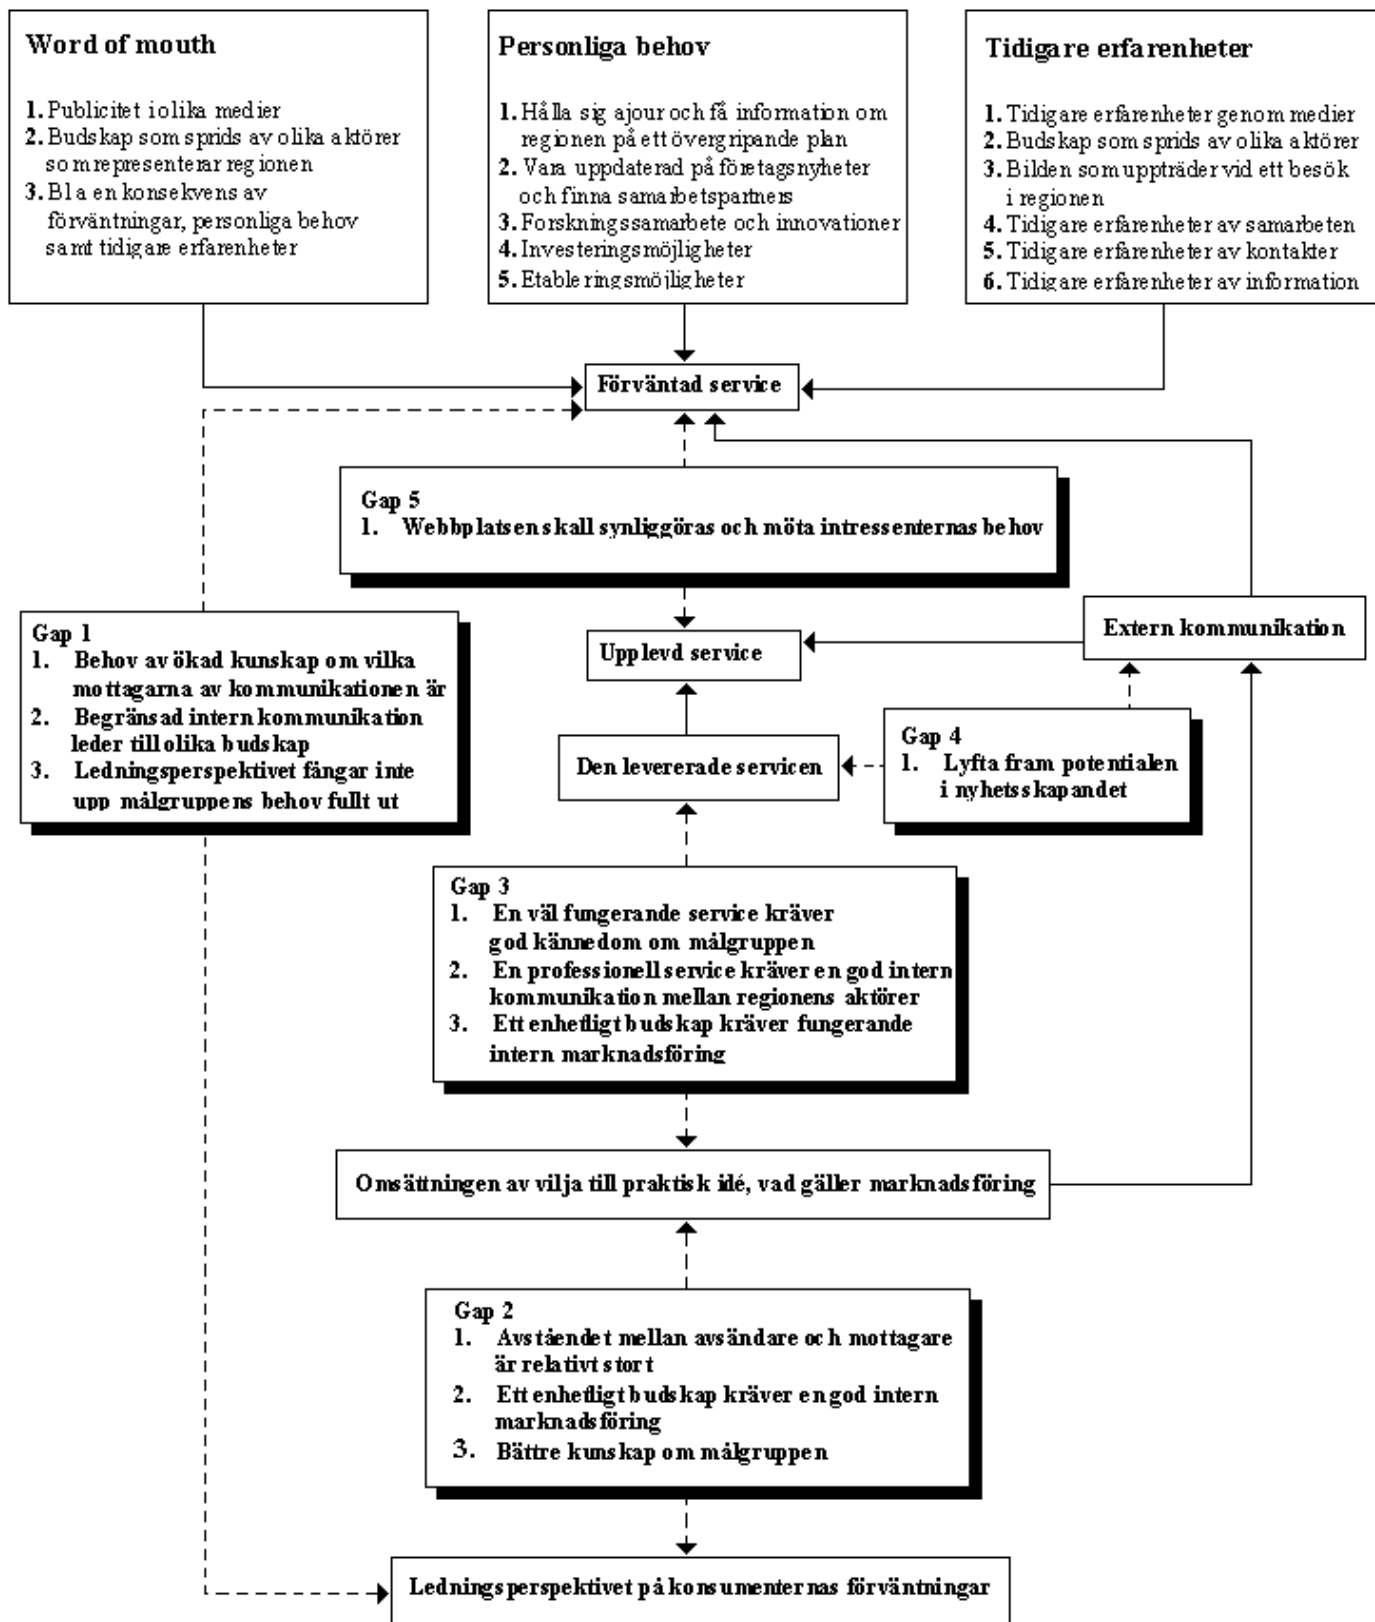 Word of mouth
1. Publicitet i olika medier
2. Budskap som sprids av olika aktörer
som representerar regionen
3. Bl a en konsekvens av
förväntningar, personliga behov
samt tidigare erfarenheter
Personliga behov
1. Hålla sig ajour och få information om
regionen på ett övergripande plan
2. Vara uppdaterad på företagsnyheter
och finna samarbetspartners
3. Forskningssamarbete och innovationer
4. Investeringsmöjligheter
5. Etableringsmöjligheter
Tidigare erfarenheter
1. Tidigare erfarenheter genom medier
2. Budskap som sprids av olika aktörer
3. Bilden som uppträder vid ett besök
i regionen
4. Tidigare erfarenheter av samarbeten
5. Tidigare erfarenheter av kontakter
6. Tidigare erfarenheter av information
Förväntad service
Gap 5
1. Webbplatsen skall synliggöras och möta intressenternas behov
Gap 1
1. Behov av ökad kunskap om vilka
mottagarna av kommunikationen är
2. Begränsad intern kommunikation
leder till olika budskap
3. Ledningsperspektivet fångar inte
upp målgruppens behov fullt ut
Upplevd service
Extern kommunikation
Den levererade servicen
Gap 4
1. Lyfta fram potentialen
i nyhetsskapandet
Gap 3
1. En väl fungerande service kräver
god kännedom om målgruppen
2. En professionell service kräver en god intern
kommunikation mellan regionens aktörer
3. Ett enhetligt budskap kräver fungerande
intern marknadsföring
Omsättningen av vilja till praktisk idé, vad gäller marknadsföring
Gap 2
1. Avståendet mellan avsändare och mottagare
är relativt stort
2. Ett enhetligt budskap kräver en god intern
marknadsföring
3. Bättre kunskap om målgruppen
Ledningsperspektivet på konsumenternas förväntningar